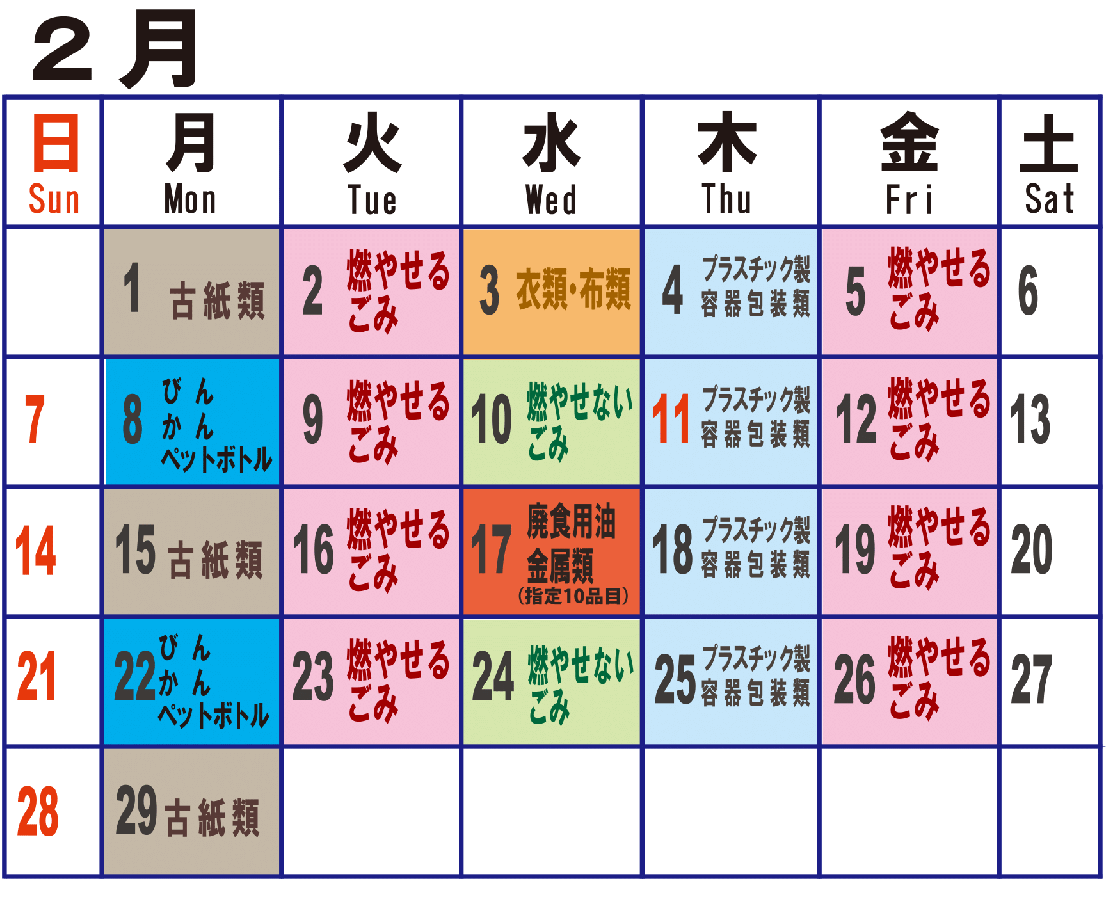 2月
日 月 火 水 木 金 土
Sun Mon Tue Wed Thu Fri Sat
1 古紙類
2 燃やせる
ごみ
3 衣類・布類
4 プラスチック製
容器包装類
5 燃やせる
ごみ
6
7
8 びん
かん
ペットボトル
9 燃やせる
ごみ
10 燃やせない
ごみ
11 プラスチック製
容器包装類
12 燃やせる
ごみ
13
14
15 古紙類
16 燃やせる
ごみ
17 廃食用油
金属類
(指定10品目)
18 プラスチック製
容器包装類
19 燃やせる
ごみ
20
21
22 びん
かん
ペットボトル
23 燃やせる
ごみ
24 燃やせない
ごみ
25 プラスチック製
容器包装類
26 燃やせる
ごみ
27
28
29 古紙類